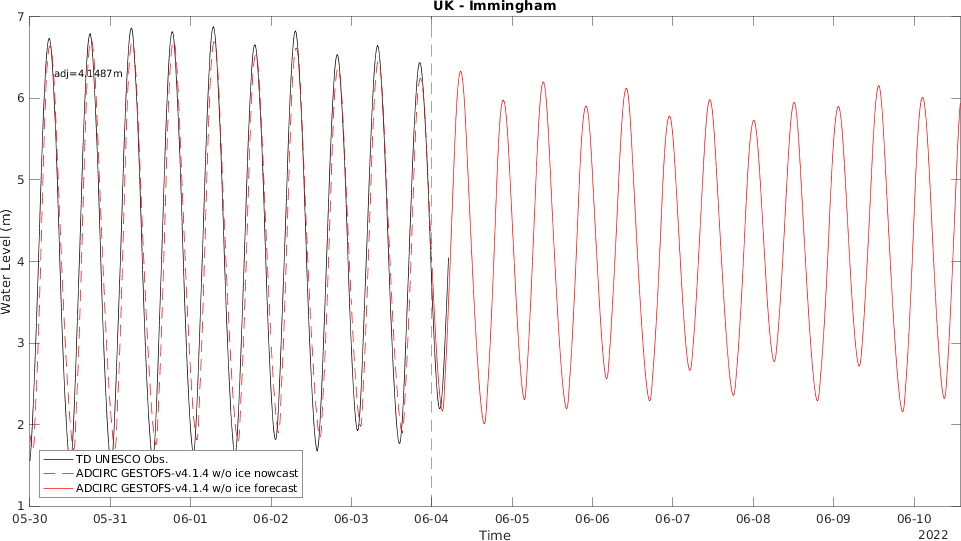 UK - Immingham
7
6
5
4
3
2
1
Water Level (m)
adj=4.1487m
TD UNESCO Obs.
ADCIRC GESTOFS-v4.1.4 w/o ice nowcast
ADCIRC GESTOFS-v4.1.4 w/o ice forecast
05-30 05-31 06-01 06-02 06-03 06-04 06-05 06-06 06-07 06-08 06-09 06-10
Time
2022